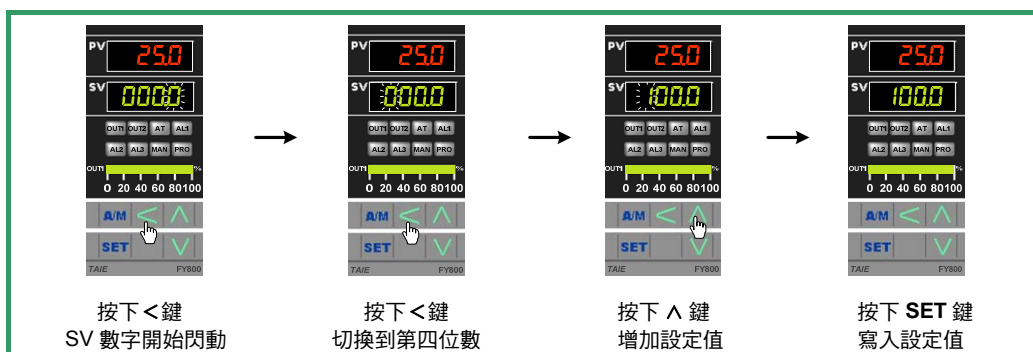 PV 25.0
SV 000.0
OUT1 OUT2 AT AL1
AL2 AL3 MAN PRO
OUT1 %
0 20 40 60 80 100
A/M < ∧
SET ∨
TAIE FY800
按下<鍵
SV 數字開始閃動
PV 25.0
SV 000.0
OUT1 OUT2 AT AL1
AL2 AL3 MAN PRO
OUT1 %
0 20 40 60 80 100
A/M < ∧
SET ∨
TAIE FY800
按下<鍵
切換到第四位數
PV 25.0
SV 100.0
OUT1 OUT2 AT AL1
AL2 AL3 MAN PRO
OUT1 %
0 20 40 60 80 100
A/M < ∧
SET ∨
TAIE FY800
按下 ∧ 鍵
增加設定值
PV 25.0
SV 100.0
OUT1 OUT2 AT AL1
AL2 AL3 MAN PRO
OUT1 %
0 20 40 60 80 100
A/M < ∧
SET ∨
TAIE FY800
按下 SET 鍵
寫入設定值